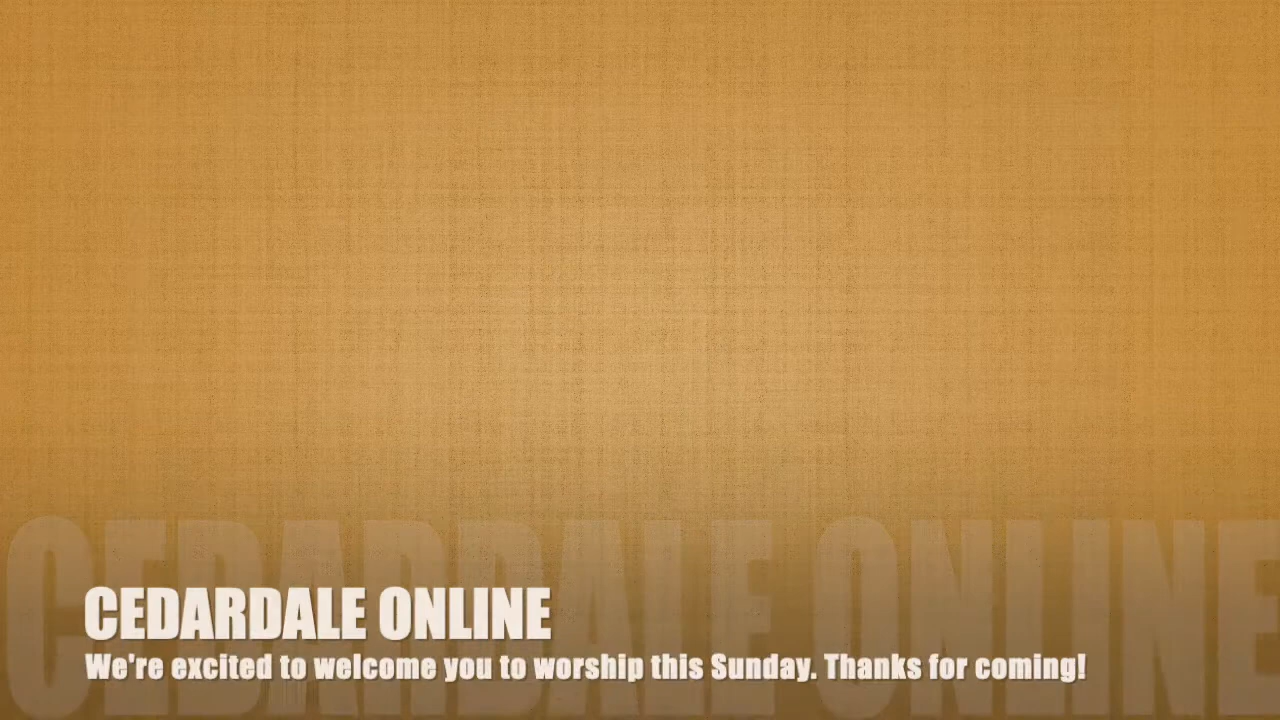 CEDARDALE ONLINE
CEDARDALE ONLINE
We're excited to welcome you to worship this Sunday. Thanks for coming!